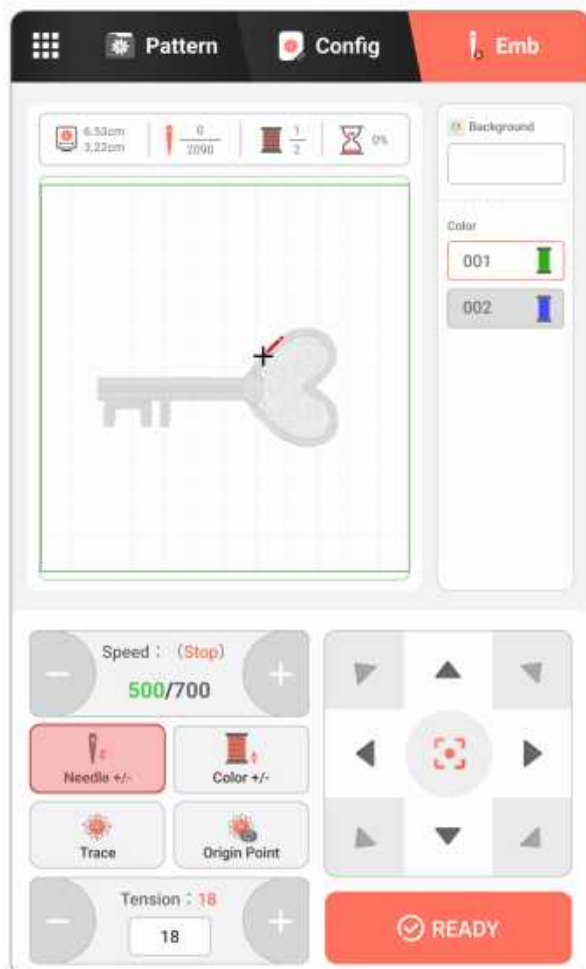 Pattern
Config
Emb
6.53cm
3.22cm
0
2090
1
2
0%
Background
Color
001
002
Speed： （Stop）
500/700
Needle +/-
Color +/-
Trace
Origin Point
Tension：18
18
READY